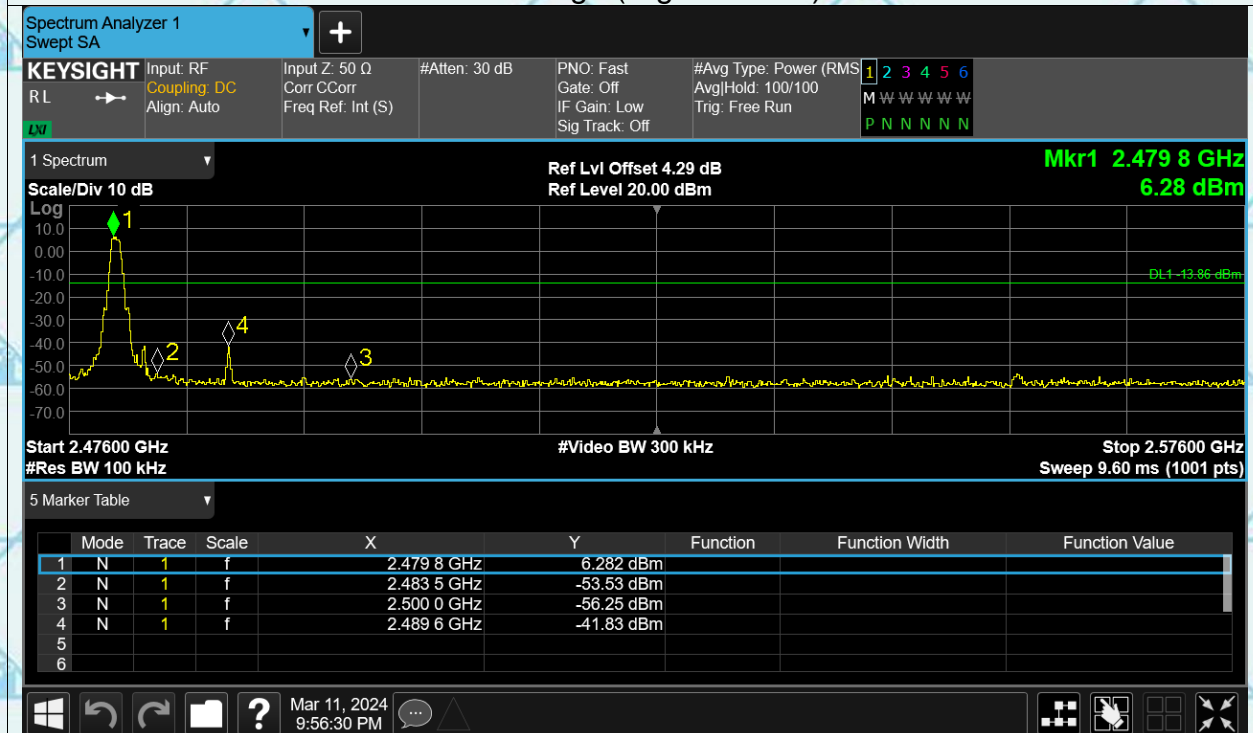 Spectrum Analyzer 1
Swept SA
+
KEYSIGHT Input: RF Input Z: 50 Ω #Atten: 30 dB PNO: Fast #Avg Type: Power (RMS 1 2 3 4 5 6
RL Coupling: DC Corr CCorr Gate: Off Avg|Hold: 100/100 M W W W W W
Align: Auto Freq Ref: Int (S) IF Gain: Low Trig: Free Run
LXI Sig Track: Off P N N N N N
1 Spectrum Ref Lvl Offset 4.29 dB Mkr1 2.479 8 GHz
Scale/Div 10 dB Ref Level 20.00 dBm 6.28 dBm
Log
1
10.0
0.00
-10.0 DL1 -13.86 dBm
-20.0
-30.0
4
-40.0
2 3
-50.0
-60.0
-70.0
Start 2.47600 GHz #Video BW 300 kHz Stop 2.57600 GHz
#Res BW 100 kHz Sweep 9.60 ms (1001 pts)
5 Marker Table
Mode Trace Scale X Y Function Function Width Function Value
1 N 1 f 2.479 8 GHz 6.282 dBm
2 N 1 f 2.483 5 GHz -53.53 dBm
3 N 1 f 2.500 0 GHz -56.25 dBm
4 N 1 f 2.489 6 GHz -41.83 dBm
5
6
? Mar 11, 2024
9:56:30 PM